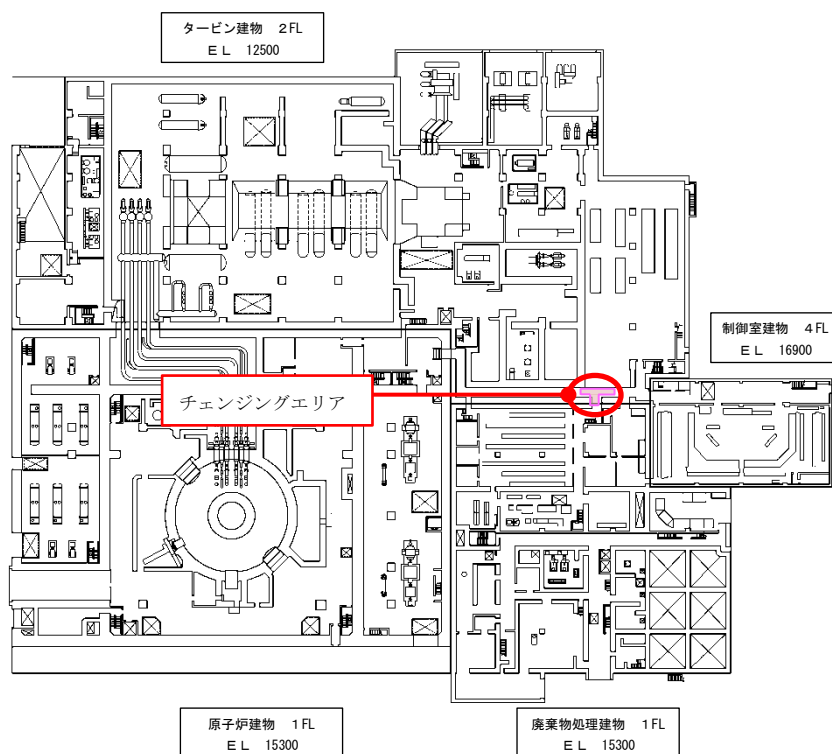 タービン建物 2FL
EL 12500
制御室建物 4FL
EL 16900
チェンジングエリア
原子炉建物 1FL
EL 15300
廃棄物処理建物 1FL
EL 15300